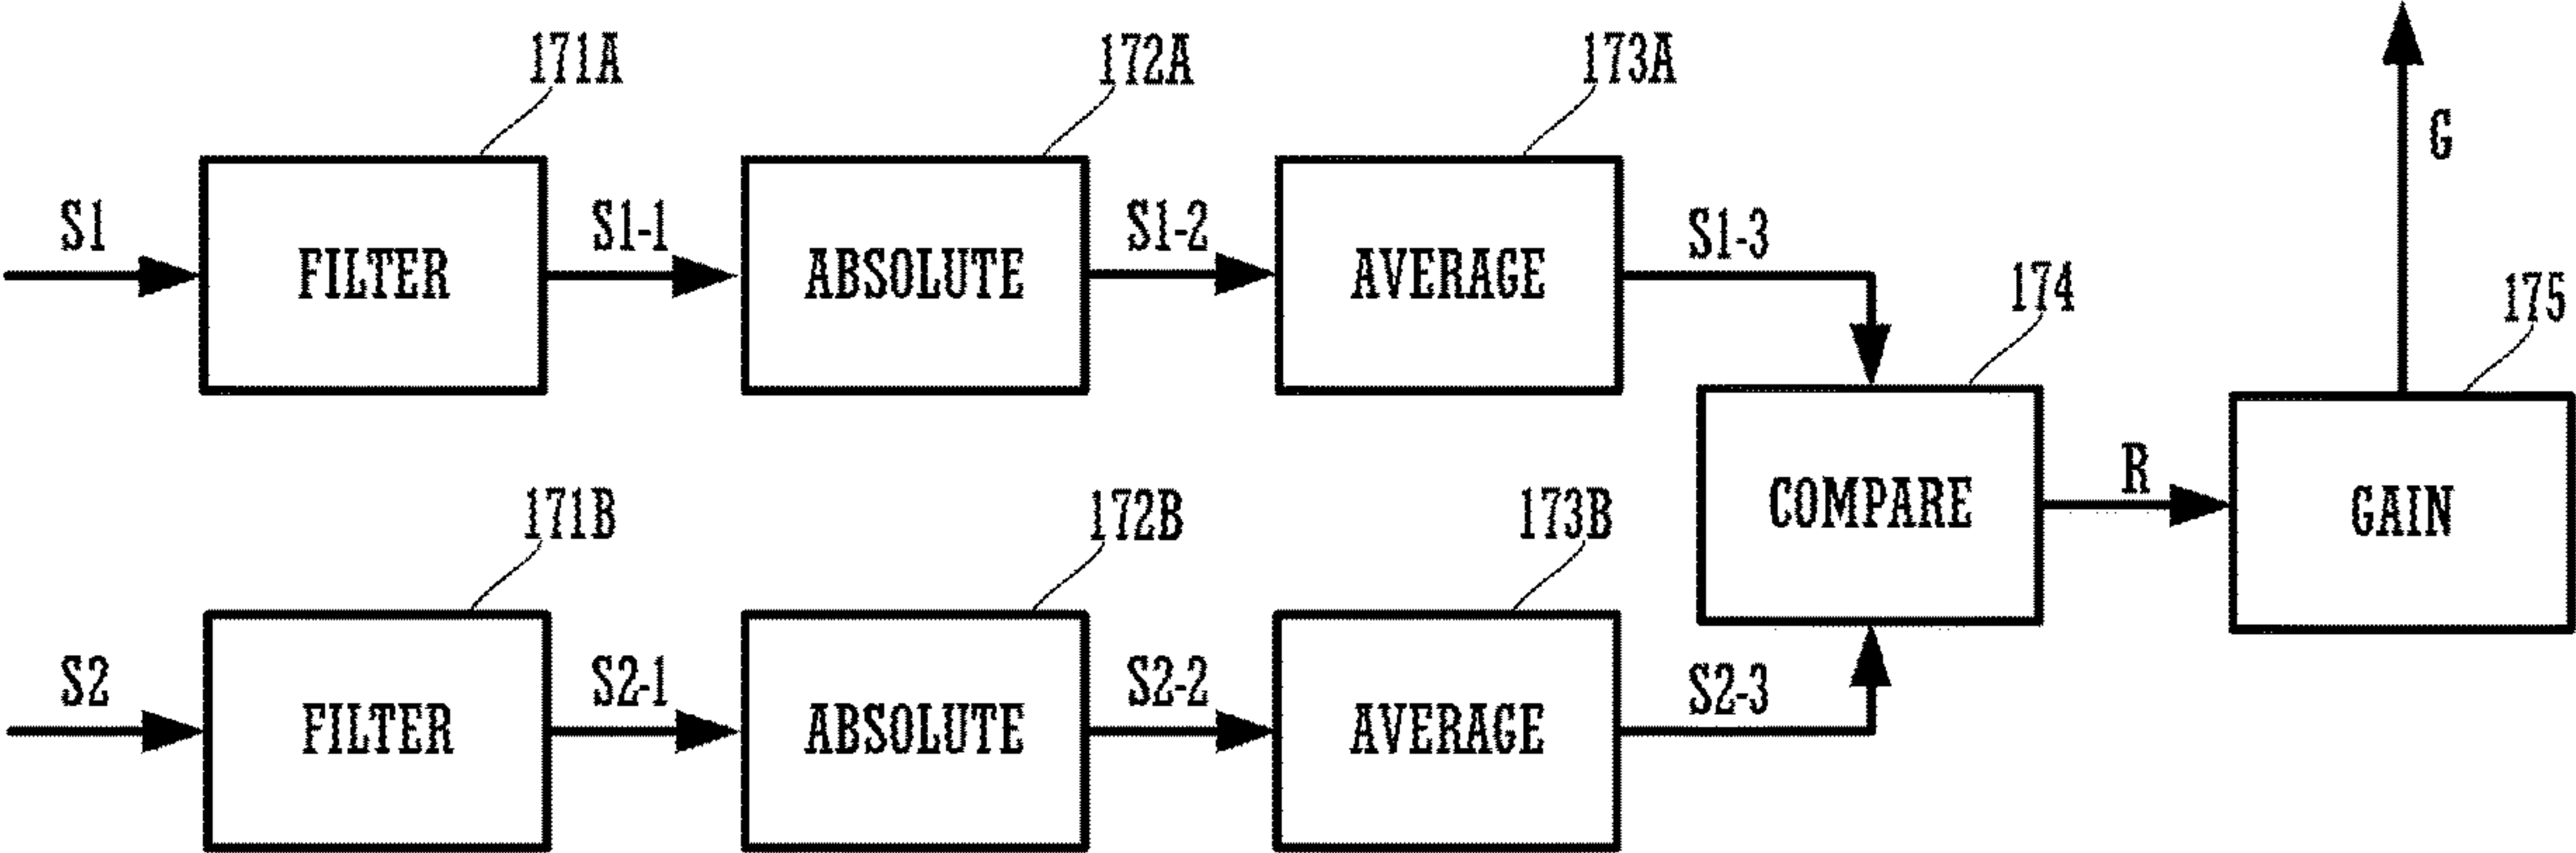 171A 172A 173A
G
S1 S1-1 S1-2 S1-3
FILTER ABSOLUTE AVERAGE
174 175
171B 172B 173B
COMPARE R GAIN
S2 S2-1 S2-2 S2-3
FILTER ABSOLUTE AVERAGE